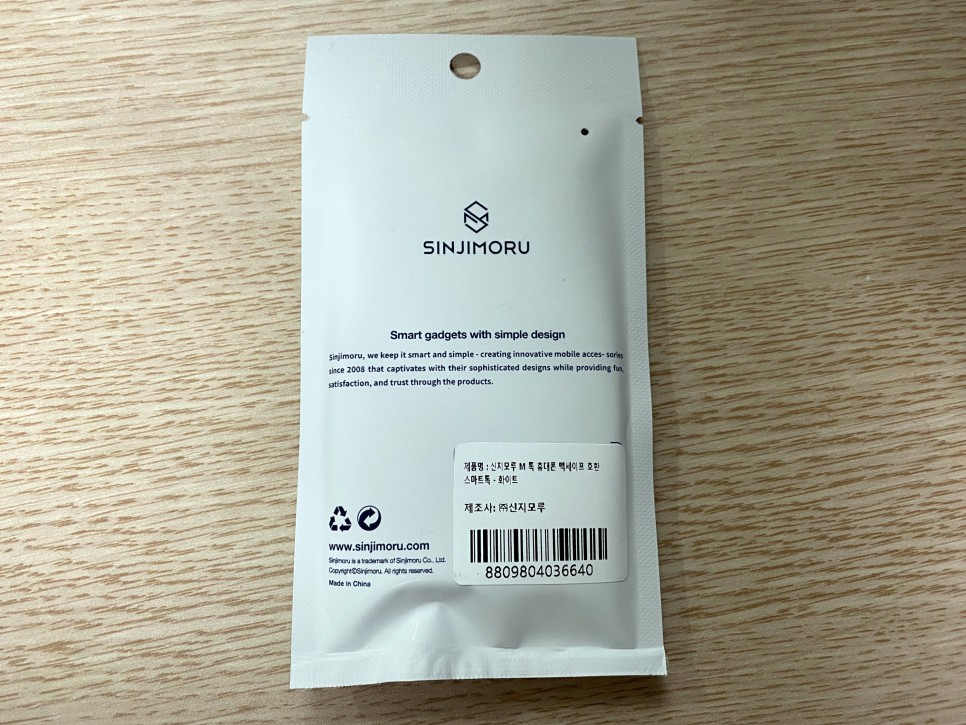 SINJIMORU
Smart gadgets with simple design
Sinjimoru, we keep it smart and simple - creating innovative mobile acces- sories
since 2008 that captivates with their sophisticated designs while providing fun,
satisfaction, and trust through the products.
제품명 : 신지모루 M 톡 휴대폰 맥세이프 호환
스마트톡 - 화이트
제조사: ㈜신지모루
8809804036640
www.sinjimoru.com
Sinjimoru is a trademark of Sinjimoru Co., Ltd.
Copyright©Sinjimoru. All rights reserved.
Made in China